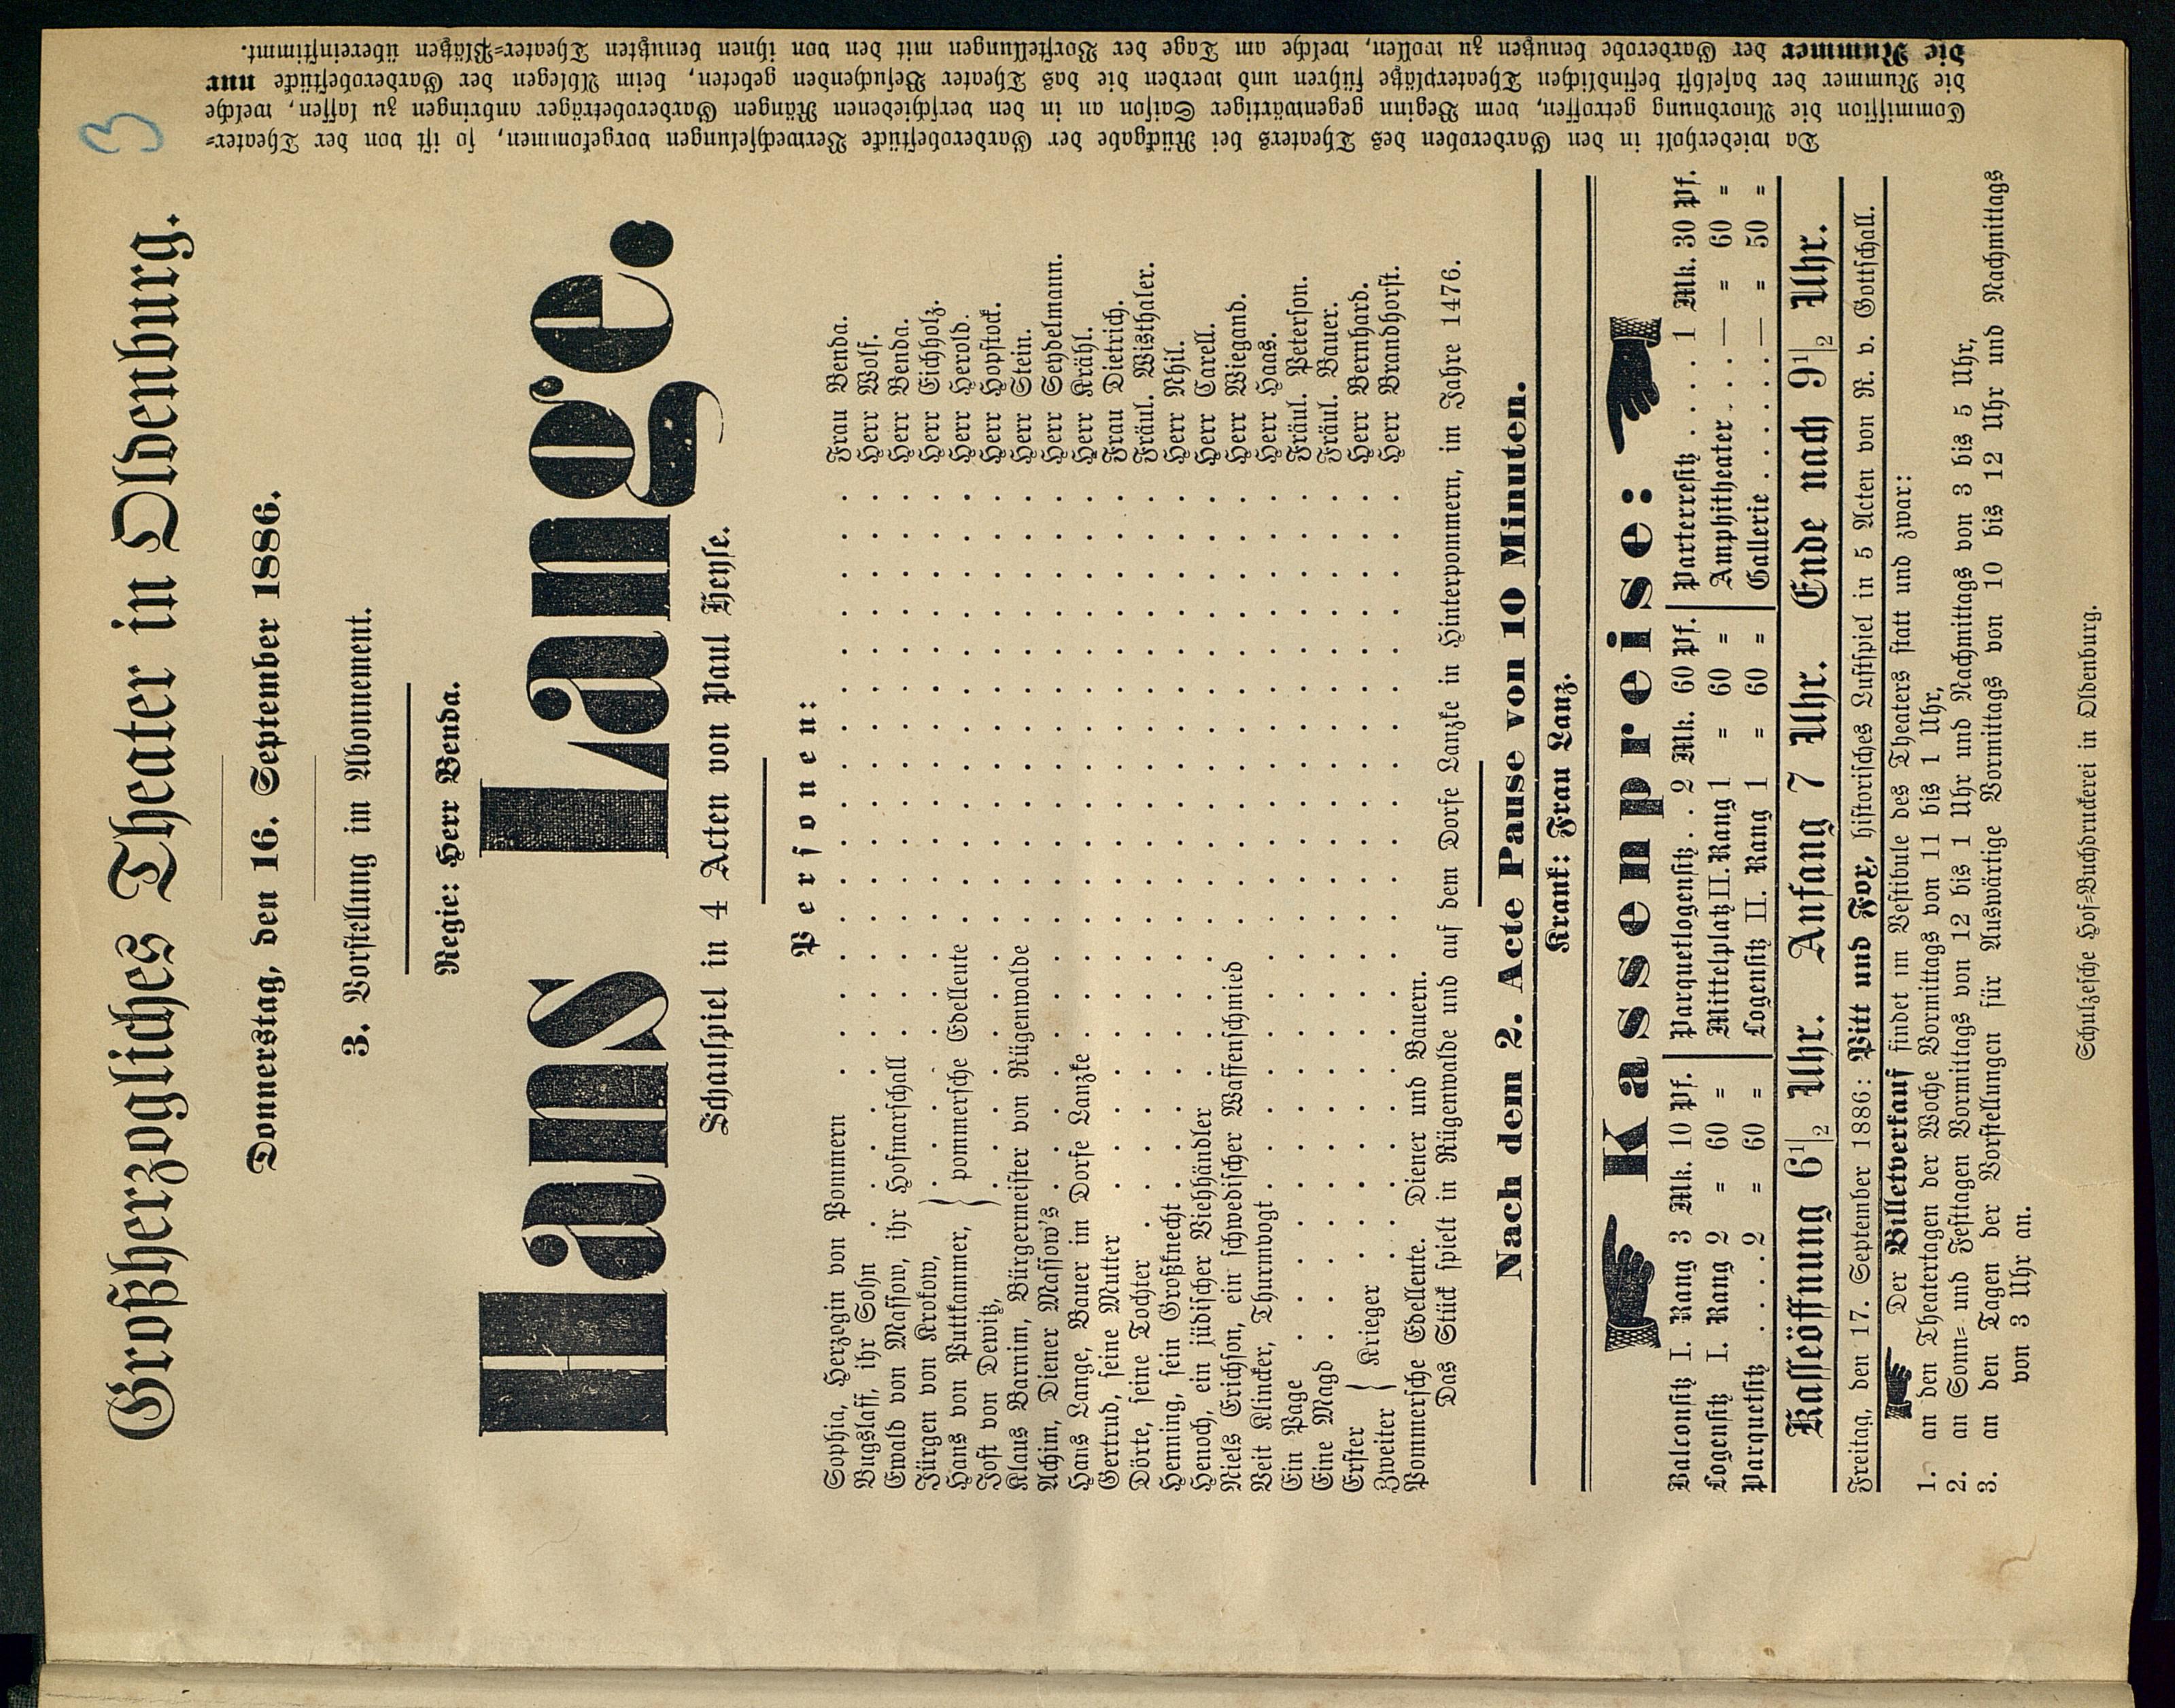 3
Großherzogliches Theater in Oldenburg.
Donnerstag, den 16. September 1886.
3. Vorstellung im Abonnement.
Regie: Herr Benda.
Hans Lange.
Schauspiel in 4 Acten von Paul Heyse.
Personen:
Sophia, Herzogin von Pommern . . . . . Frau Benda.
Bugslaff, ihr Sohn . . . . . Herr Wolf.
Ewald von Massow, ihr Hofmarschall . . . . . Herr Benda.
Jürgen von Krokow, . . . . . Herr Eichholz.
Hans von Puttkammer, } pommersche Edelleute . . . . . Herr Herold.
Jost von Dewitz, . . . . . Herr Hopstock.
Klaus Barnim, Bürgermeister von Rügenwalde . . . . . Herr Stein.
Achim, Diener Massow's . . . . . Herr Seydelmann.
Hans Lange, Bauer im Dorfe Lanzke . . . . . Herr Krähl.
Gertrud, seine Mutter . . . . . Frau Dietrich.
Dörte, seine Tochter . . . . . Fräul. Wisthaler.
Henning, sein Großknecht . . . . . Herr Nhil.
Henoch, ein jüdischer Viehhändler . . . . . Herr Carell.
Niels Erichson, ein schwedischer Waffenschmied . . . . . Herr Wiegand.
Veit Klincker, Thurmvogt . . . . . Herr Haas.
Ein Page . . . . . Fräul. Peterson.
Eine Magd . . . . . Fräul. Bauer.
Erster } Krieger . . . . . Herr Bernhard.
Zweiter . . . . . Herr Brandhorst.
Pommersche Edelleute. Diener und Bauern.
Das Stück spielt in Rügenwalde und auf dem Dorfe Lanzke in Hinterpommern, im Jahre 1476.
Nach dem 2. Acte Pause von 10 Minuten.
Krank: Frau Lanz.
Kassenpreise:
Balconsitz I. Rang 3 Mk. 10 Pf. | Parquetlogensitz . . 2 Mk. 60 Pf. | Parterresitz . . . . 1 Mk. 30 Pf.
Logensitz I. Rang 2 = 60 = | Mittelplatz II. Rang 1 = 60 = | Amphitheater . . . — = 60 =
Parquetsitz . . . . 2 = 60 = | Logensitz II. Rang 1 = 60 = | Gallerie . . . . . — = 50 =
Kasseöffnung 6½ Uhr. Anfang 7 Uhr. Ende nach 9½ Uhr.
Freitag, den 17. September 1886: Pitt und Fox, historisches Lustspiel in 5 Acten von R. v. Gottschall.
Der Billetverkauf findet im Vestibule des Theaters statt und zwar:
1. an den Theatertagen der Woche Vormittags von 11 bis 1 Uhr,
2. an Sonn= und Festtagen Vormittags von 12 bis 1 Uhr und Nachmittags von 3 bis 5 Uhr,
3. an den Tagen der Vorstellungen für Auswärtige Vormittags von 10 bis 12 Uhr und Nachmittags
von 3 Uhr an.
Schulzesche Hof=Buchdruckerei in Oldenburg.
Da wiederholt in den Garderoben des Theaters bei Rückgabe der Garderobestücke Verwechselungen vorgekommen, so ist von der Theater=
Commission die Anordnung getroffen, vom Beginn gegenwärtiger Saison an in den verschiedenen Rängen Garderobeträger anbringen zu lassen, welche
die Nummer der daselbst befindlichen Theaterplätze führen und werden die das Theater Besuchenden gebeten, beim Ablegen der Garderobestücke nur
die Nummer der Garderobe benutzen zu wollen, welche am Tage der Vorstellungen mit den von ihnen benutzten Theater=Plätzen übereinstimmt.